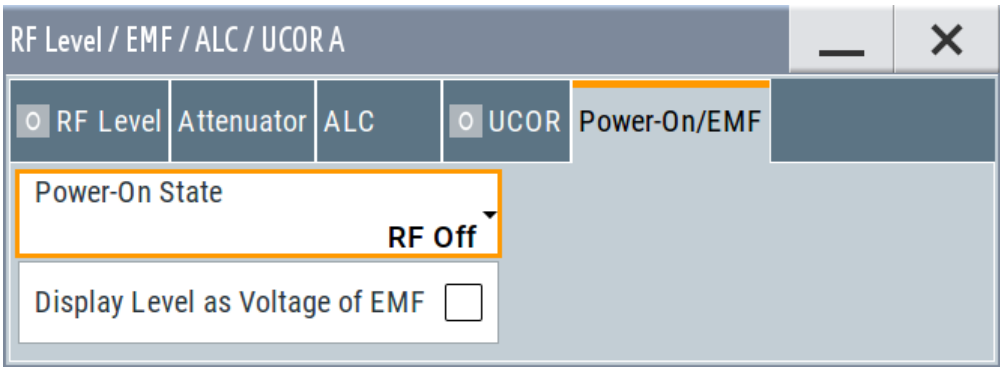 RF Level / EMF / ALC / UCOR A
RF Level Attenuator ALC UCOR Power-On/EMF
Power-On State
RF Off
Display Level as Voltage of EMF